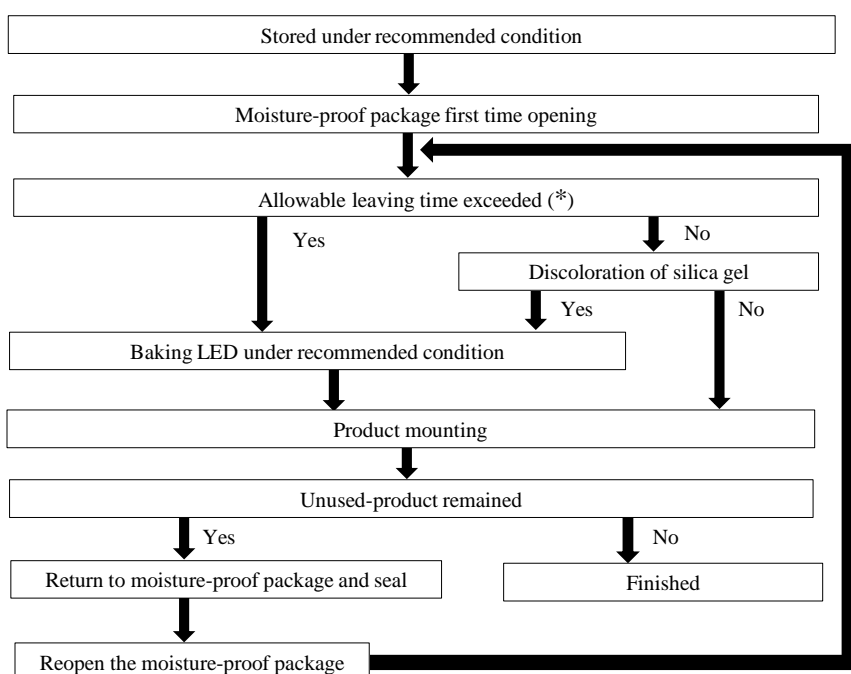 Stored under recommended condition
Moisture-proof package first time opening
Allowable leaving time exceeded (*)
Yes
No
Discoloration of silica gel
Yes
No
Baking LED under recommended condition
Product mounting
Unused-product remained
Yes
No
Return to moisture-proof package and seal
Finished
Reopen the moisture-proof package